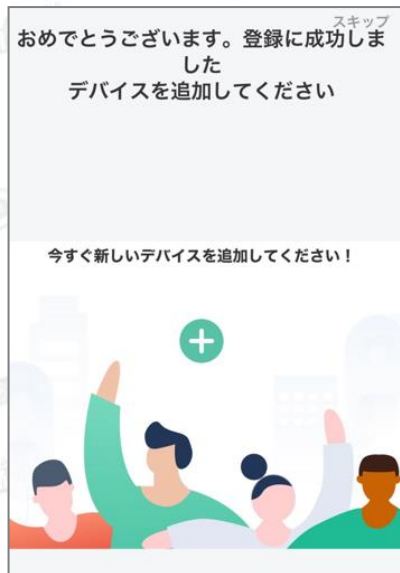 スキップ
おめでとうございます。登録に成功しま
した
デバイスを追加してください
今すぐ新しいデバイスを追加してください！